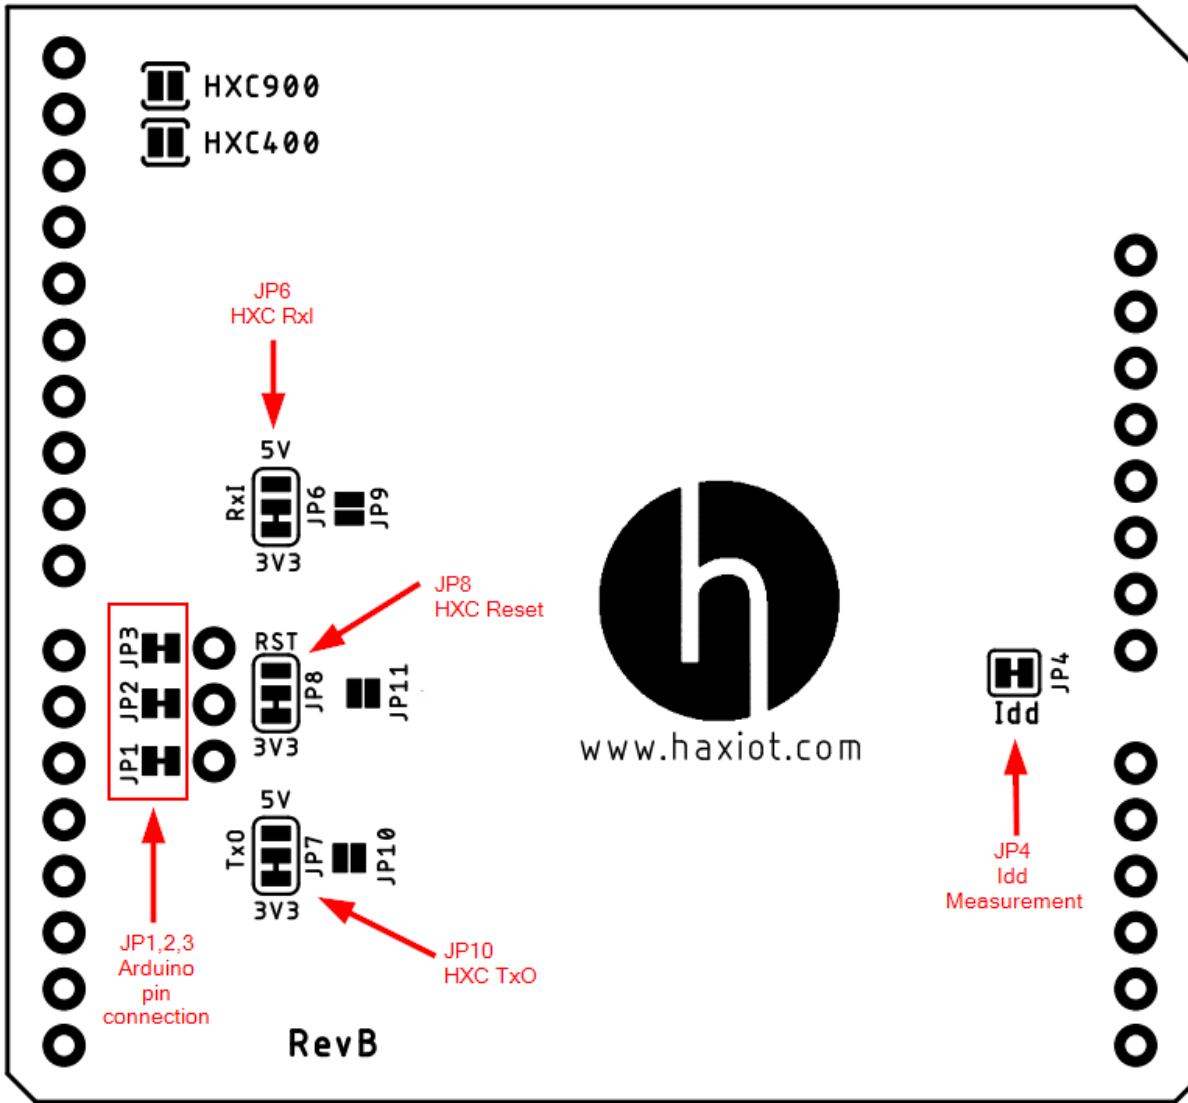 HXC900
HXC400
JP6
HXC RxI
5V
RxI
JP6
JP9
3V3
JP8
HXC Reset
JP3
JP2
JP1
RST
JP8
JP11
3V3
www.haxiot.com
JP4
Idd
5V
TxO
JP7
JP10
3V3
JP4
Idd
Measurement
JP1,2,3
Arduino
pin
connection
JP10
HXC TxO
RevB